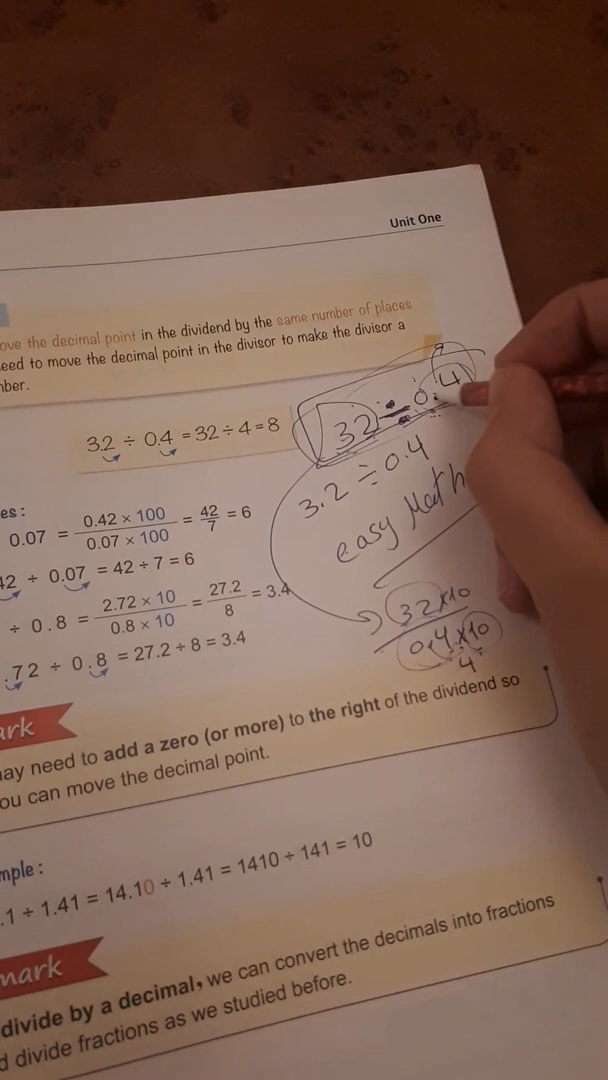 Unit One
ove the decimal point in the dividend by the same number of places
eed to move the decimal point in the divisor to make the divisor a
nber.
3.2 ÷ 0.4 = 32 ÷ 4 = 8
32 ÷ 0.4
3.2 ÷ 0.4
easy Math
es:
0.07 = 0.42 × 100 / 0.07 × 100 = 42/7 = 6
42 ÷ 0.07 = 42 ÷ 7 = 6
÷ 0.8 = 2.72 × 10 / 0.8 × 10 = 27.2/8 = 3.4
.72 ÷ 0.8 = 27.2 ÷ 8 = 3.4
32×10
0.4×10
4
ark
nay need to add a zero (or more) to the right of the dividend so
ou can move the decimal point.
mple :
.1 ÷ 1.41 = 14.10 ÷ 1.41 = 1410 ÷ 141 = 10
mark
divide by a decimal, we can convert the decimals into fractions
d divide fractions as we studied before.